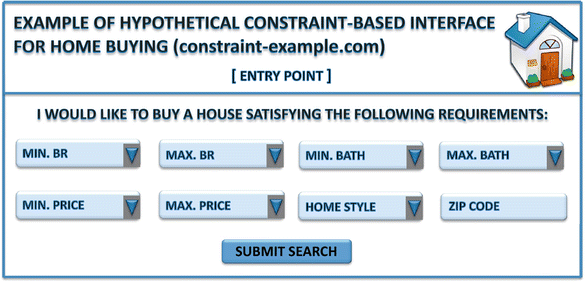 EXAMPLE OF HYPOTHETICAL CONSTRAINT-BASED INTERFACE
FOR HOME BUYING (constraint-example.com)
[ ENTRY POINT ]
I WOULD LIKE TO BUY A HOUSE SATISFYING THE FOLLOWING REQUIREMENTS:
MIN. BR MAX. BR MIN. BATH MAX. BATH
MIN. PRICE MAX. PRICE HOME STYLE ZIP CODE
SUBMIT SEARCH